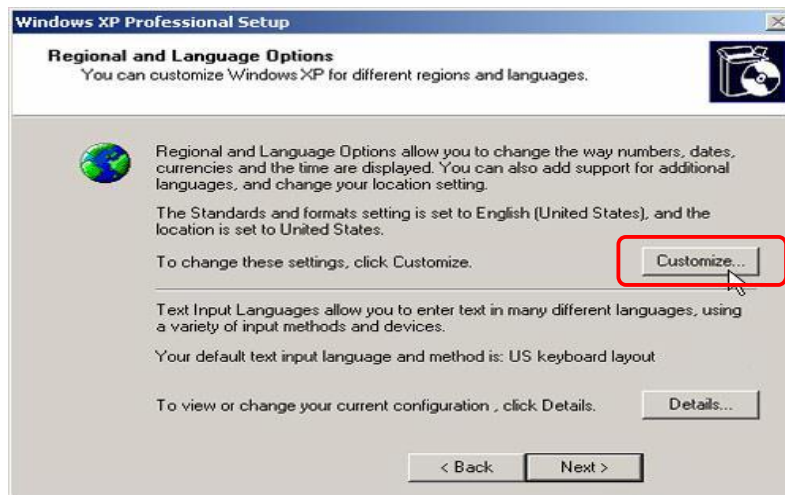 Windows XP Professional Setup
Regional and Language Options
You can customize Windows XP for different regions and languages.
Regional and Language Options allow you to change the way numbers, dates,
currencies and the time are displayed. You can also add support for additional
languages, and change your location setting.
The Standards and formats setting is set to English (United States), and the
location is set to United States.
To change these settings, click Customize.
Customize...
Text Input Languages allow you to enter text in many different languages, using
a variety of input methods and devices.
Your default text input language and method is: US keyboard layout
To view or change your current configuration , click Details.
Details...
< Back
Next >